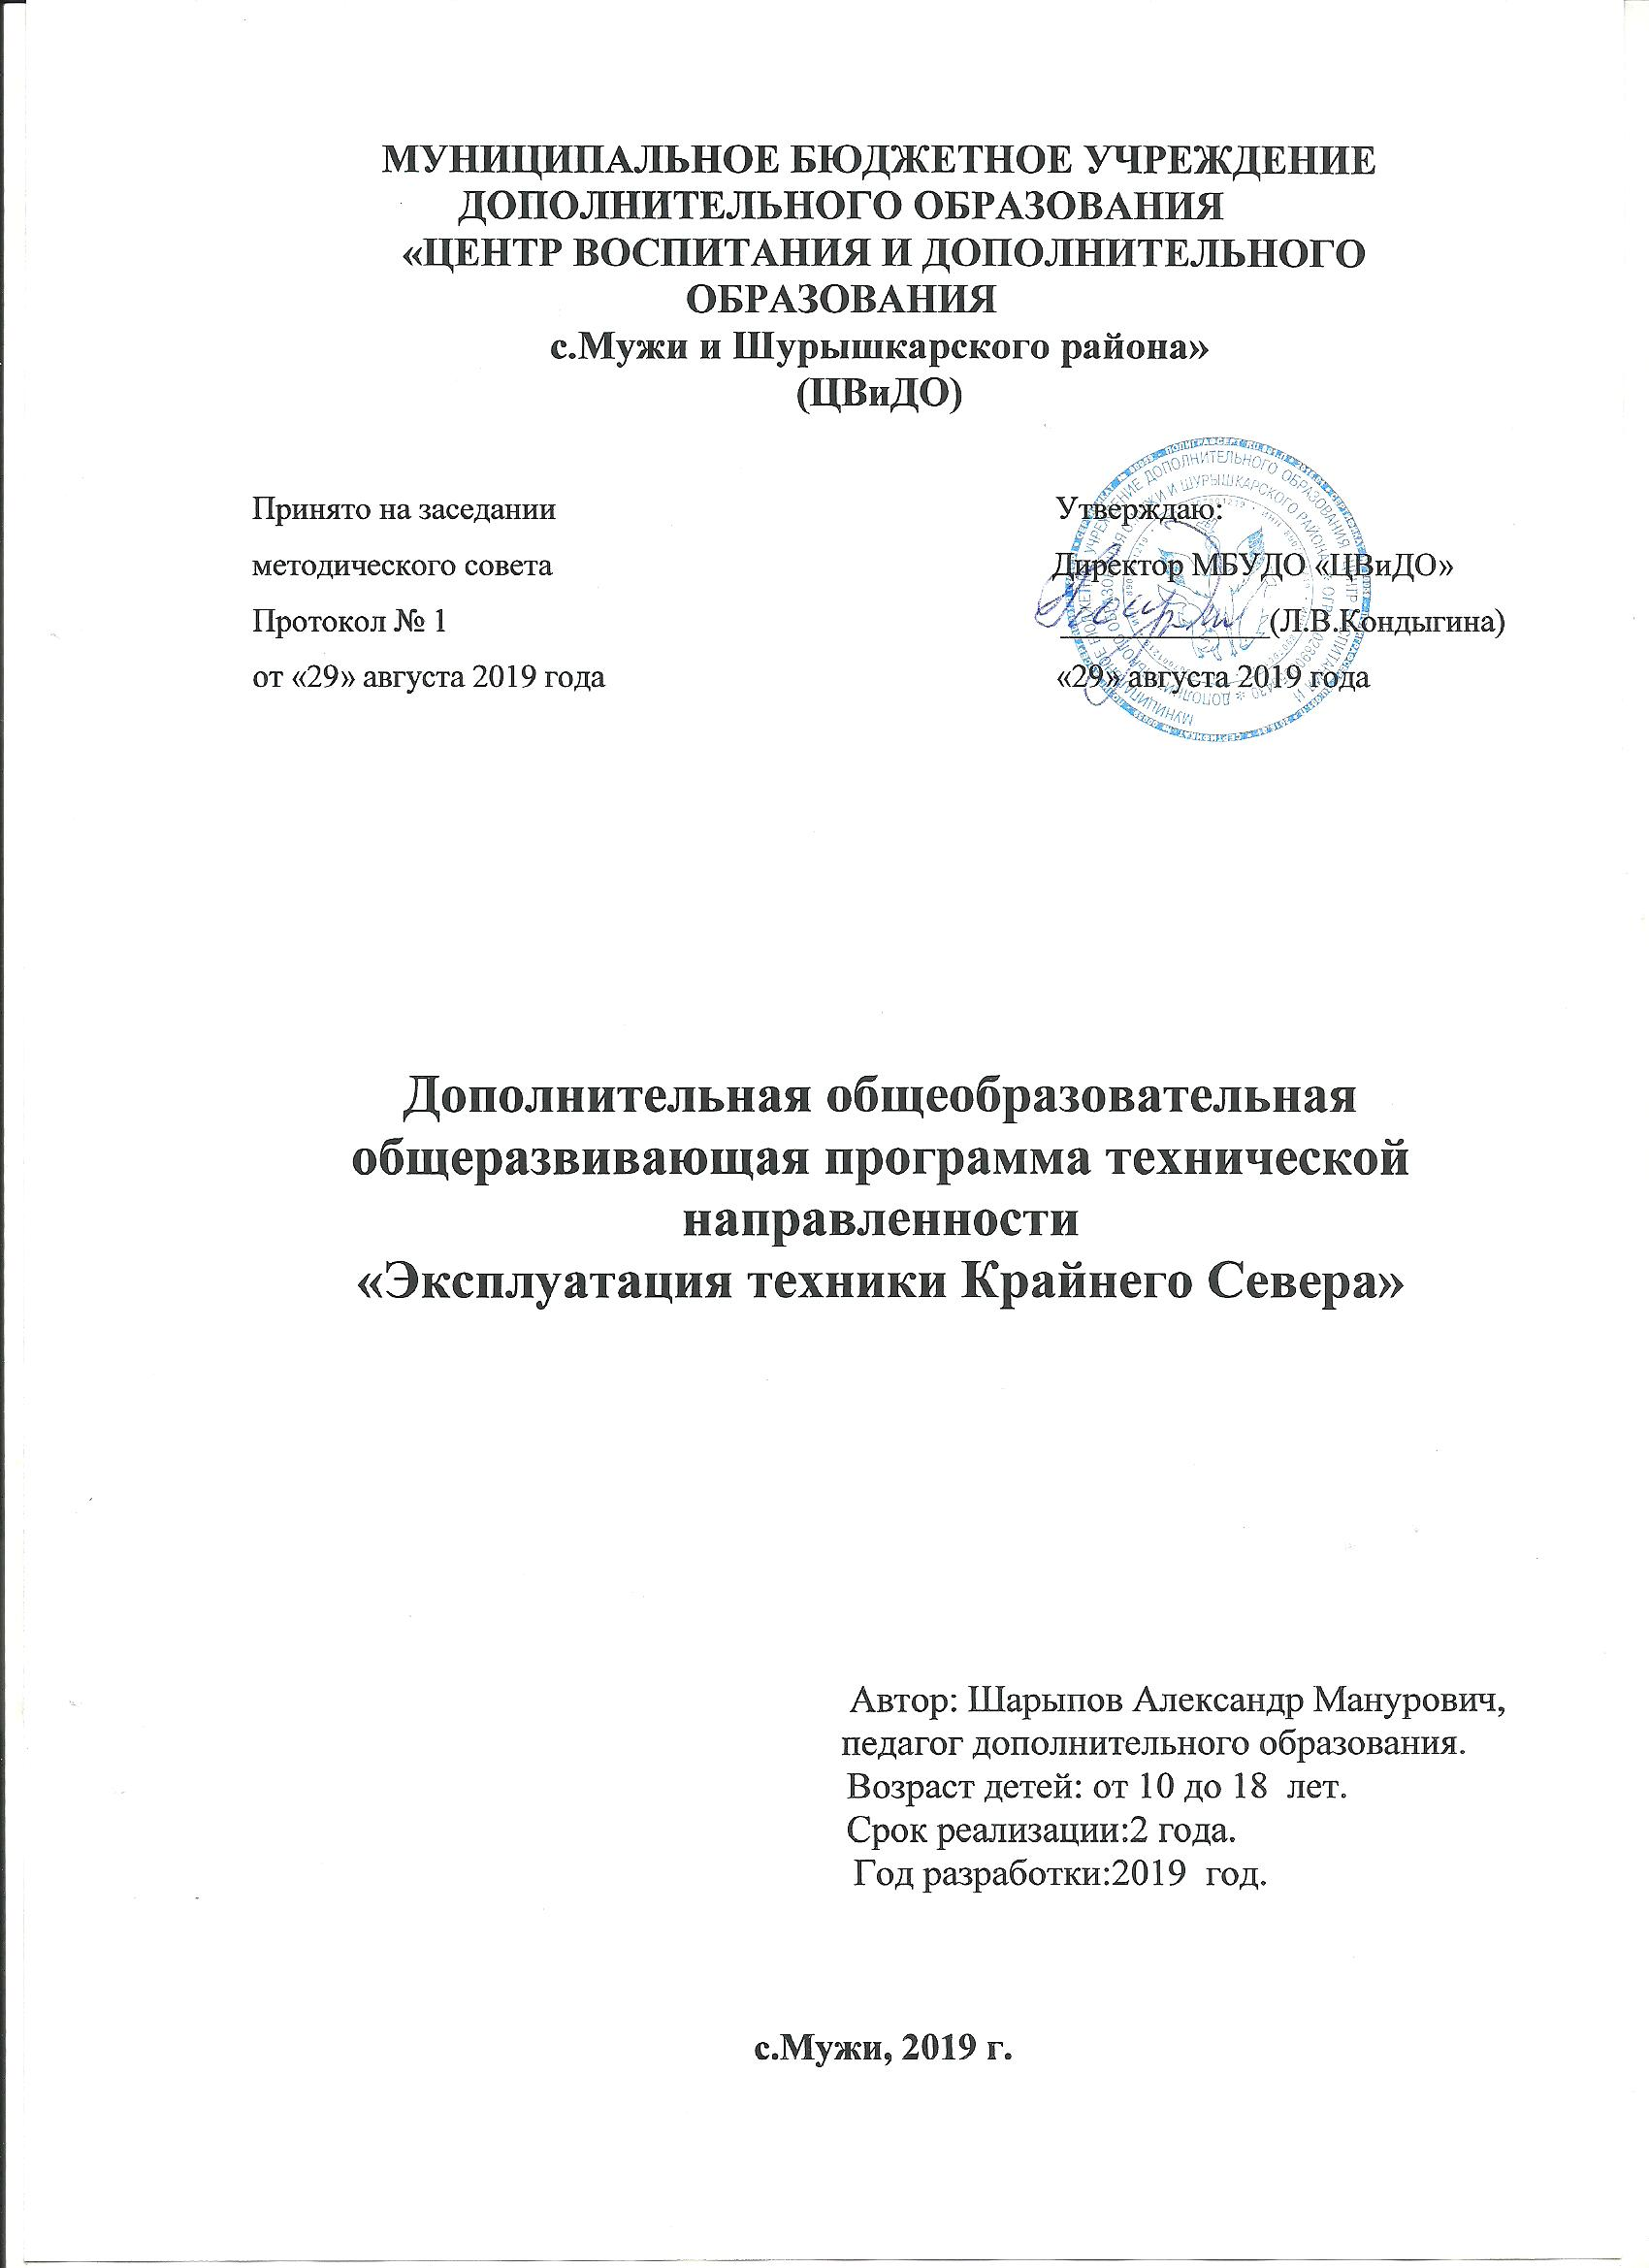 МУНИЦИПАЛЬНОЕ БЮДЖЕТНОЕ УЧРЕЖДЕНИЕ
ДОПОЛНИТЕЛЬНОГО ОБРАЗОВАНИЯ
«ЦЕНТР ВОСПИТАНИЯ И ДОПОЛНИТЕЛЬНОГО
ОБРАЗОВАНИЯ
с.Мужи и Шурышкарского района»
(ЦВиДО)
Принято на заседании
методического совета
Протокол № 1
от «29» августа 2019 года
Утверждаю:
Директор МБУДО «ЦВиДО»
(Л.В.Кондыгина)
«29» августа 2019 года
Дополнительная общеобразовательная
общеразвивающая программа технической
направленности
«Эксплуатация техники Крайнего Севера»
Автор: Шарыпов Александр Манурович,
педагог дополнительного образования.
Возраст детей: от 10 до 18 лет.
Срок реализации:2 года.
Год разработки:2019 год.
с.Мужи, 2019 г.